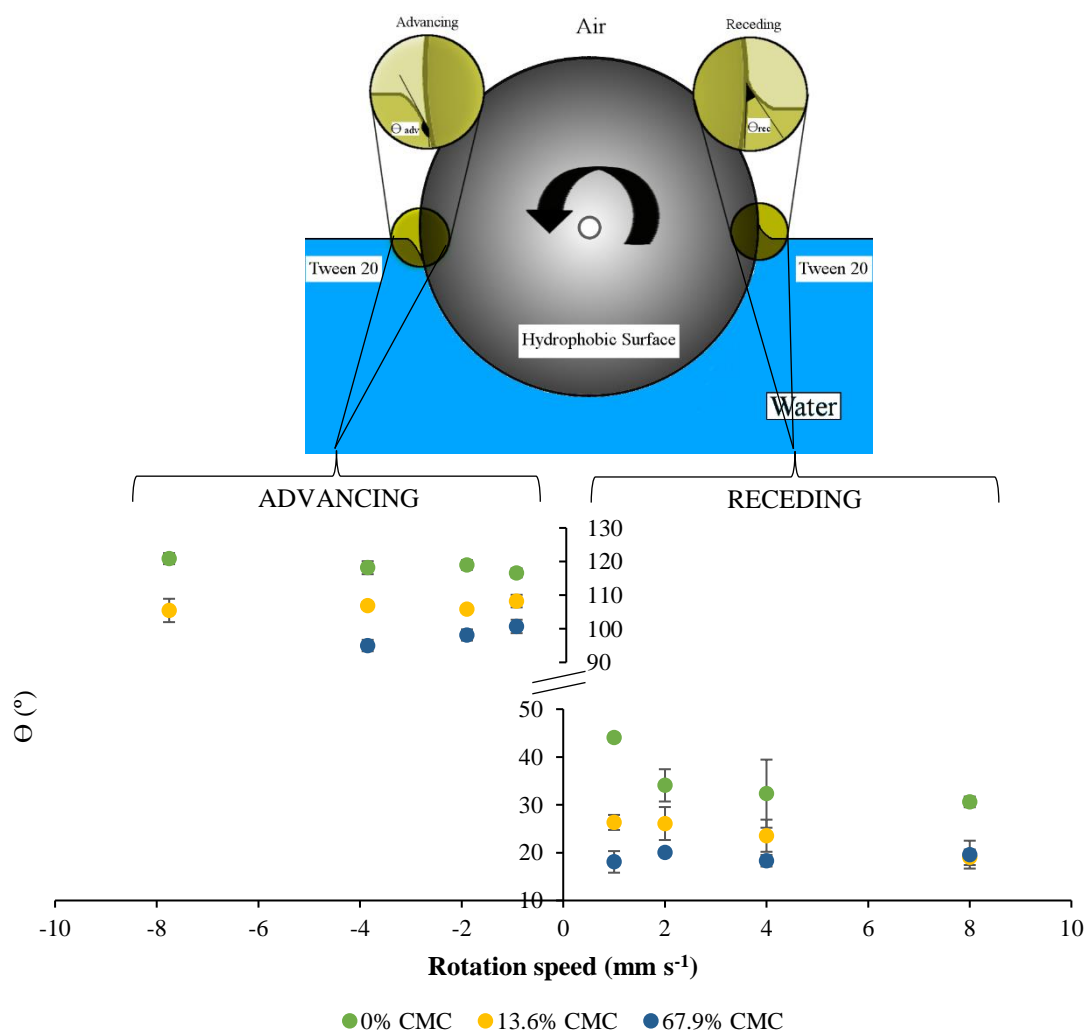 Advancing
Air
Receding
Θ adv
Θrec
Tween 20
Tween 20
Hydrophobic Surface
Water
ADVANCING
RECEDING
130
120
110
100
90
50
40
30
20
10
Θ (º)
-10 -8 -6 -4 -2 0 2 4 6 8 10
Rotation speed (mm s-1)
0% CMC 13.6% CMC 67.9% CMC